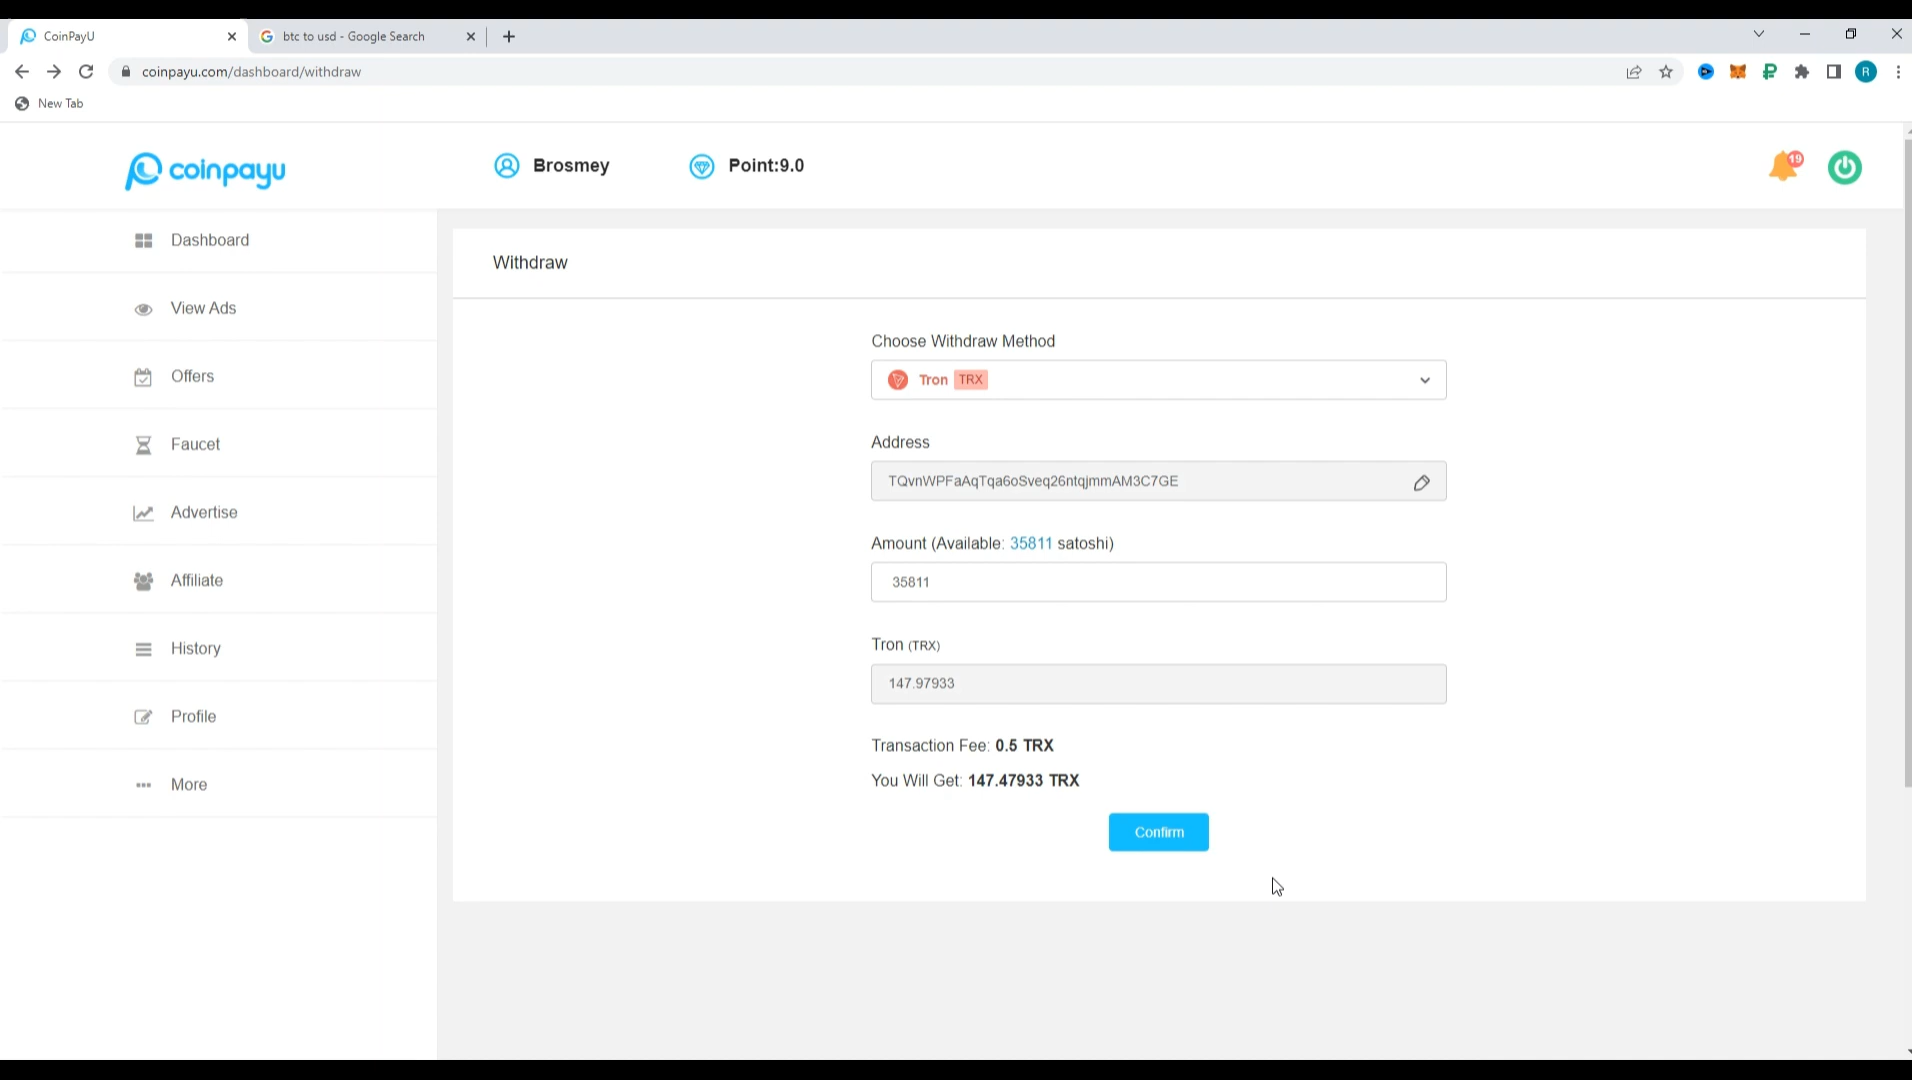 CoinPayU
btc to usd - Google Search
coinpayu.com/dashboard/withdraw
R
New Tab
coinpayu
Brosmey
Point:9.0
19
Dashboard
View Ads
Offers
Faucet
Advertise
Affiliate
History
Profile
More
Withdraw
Choose Withdraw Method
Tron TRX
Address
TQvnWPFaAqTqa6oSveq26ntqjmmAM3C7GE
Amount (Available: 35811 satoshi)
35811
Tron (TRX)
147.97933
Transaction Fee: 0.5 TRX
You Will Get: 147.47933 TRX
Confirm